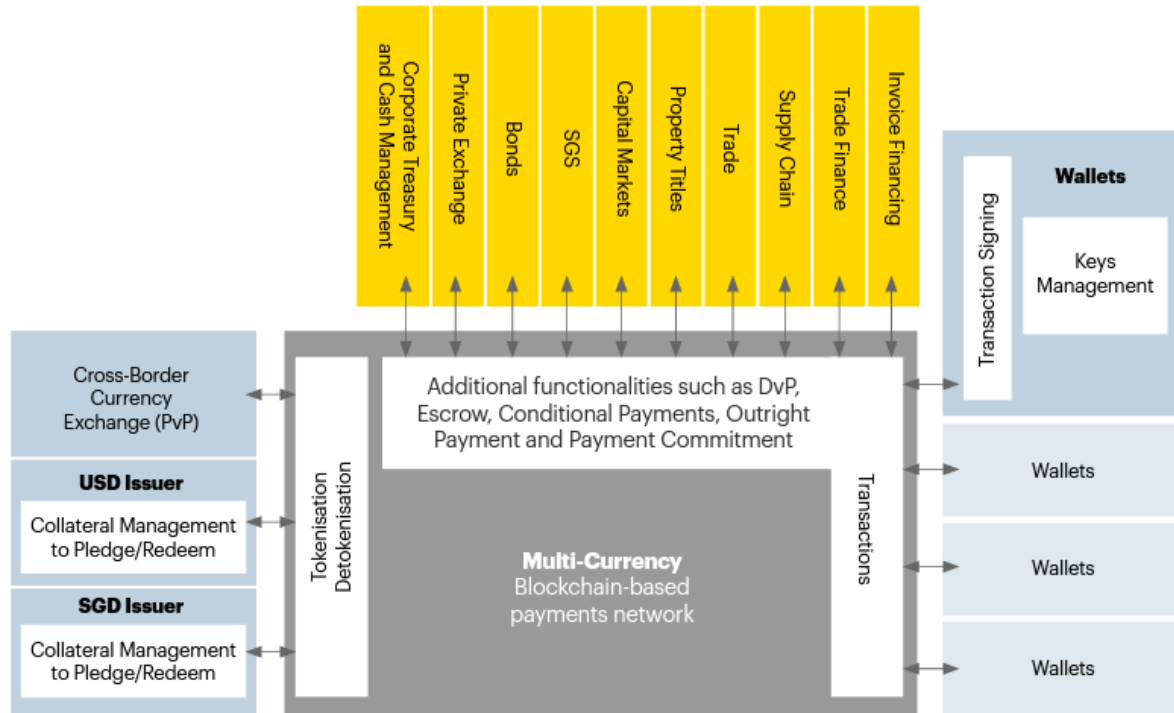 Corporate Treasury
and Cash Management
Private Exchange
Bonds
SGS
Capital Markets
Property Titles
Trade
Supply Chain
Trade Finance
Invoice Financing
Wallets
Transaction Signing
Keys
Management
Cross-Border
Currency
Exchange (PvP)
USD Issuer
Collateral Management
to Pledge/Redeem
SGD Issuer
Collateral Management
to Pledge/Redeem
Tokenisation
Detokenisation
Additional functionalities such as DvP,
Escrow, Conditional Payments, Outright
Payment and Payment Commitment
Multi-Currency
Blockchain-based
payments network
Transactions
Wallets
Wallets
Wallets